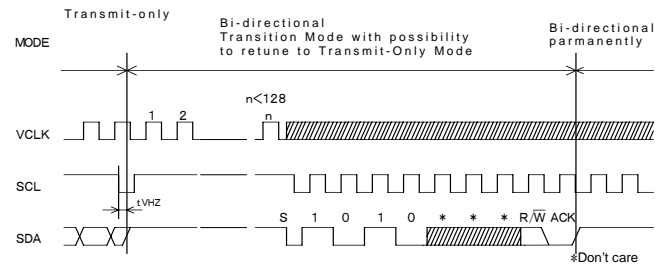 Transmit-only
Bi-directional
Transition Mode with possibility
to retune to Transmit-Only Mode
Bi-directional
parmanently
MODE
n<128
1 2 n
VCLK
SCL
tVHZ
S 1 0 1 0 * * * R/W̅ ACK
SDA
*Don't care